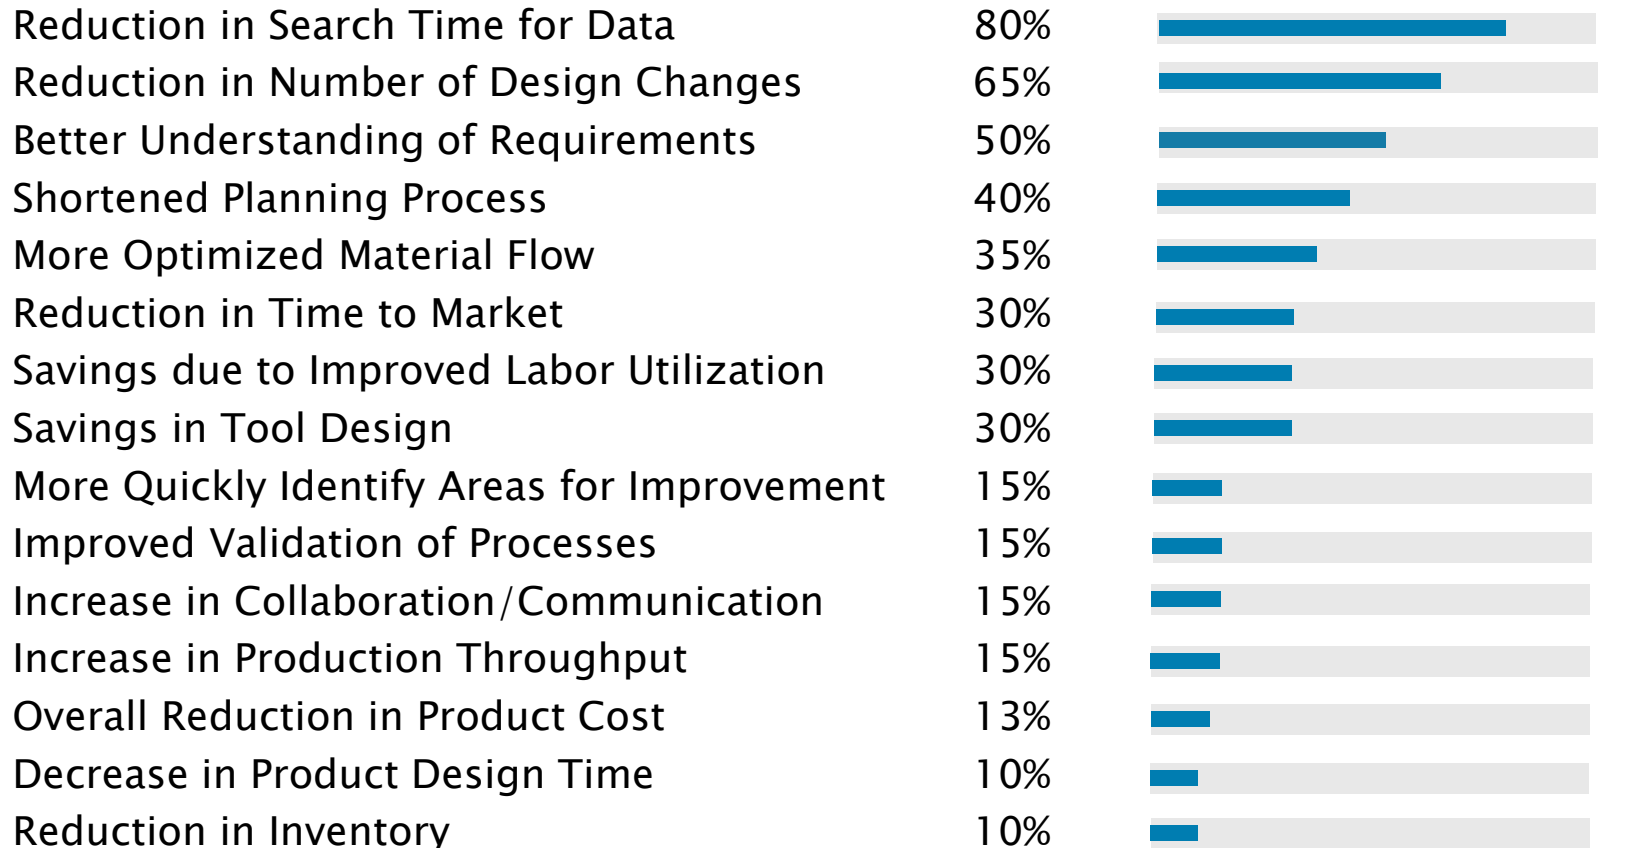 Reduction in Search Time for Data 80%
Reduction in Number of Design Changes 65%
Better Understanding of Requirements 50%
Shortened Planning Process 40%
More Optimized Material Flow 35%
Reduction in Time to Market 30%
Savings due to Improved Labor Utilization 30%
Savings in Tool Design 30%
More Quickly Identify Areas for Improvement 15%
Improved Validation of Processes 15%
Increase in Collaboration/Communication 15%
Increase in Production Throughput 15%
Overall Reduction in Product Cost 13%
Decrease in Product Design Time 10%
Reduction in Inventory 10%